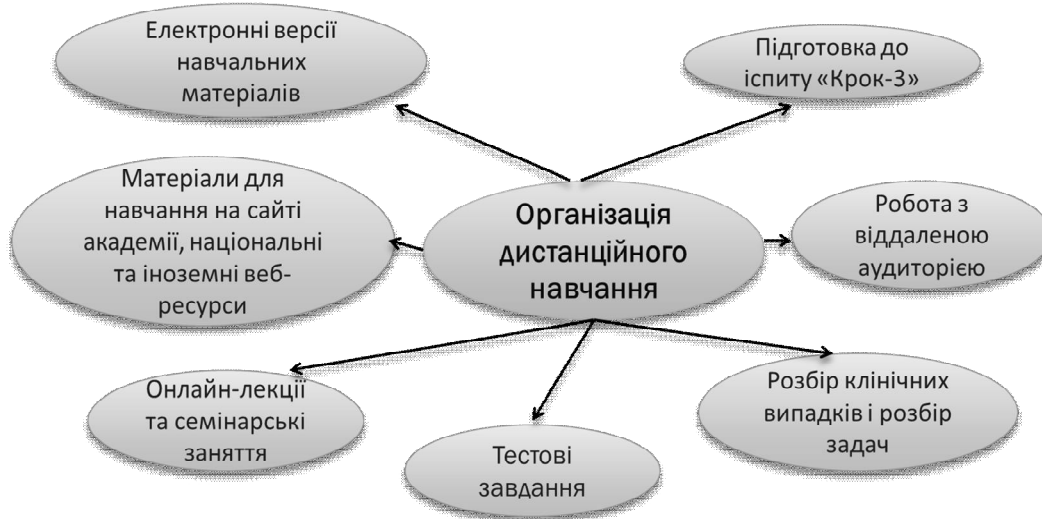 Електронні версії
навчальних
матеріалів
Підготовка до
іспиту «Крок-3»
Матеріали для
навчання на сайті
академії, національні
та іноземні веб-
ресурси
Організація
дистанційного
навчання
Робота з
віддаленою
аудиторією
Онлайн-лекції
та семінарські
заняття
Тестові
завдання
Розбір клінічних
випадків і розбір
задач